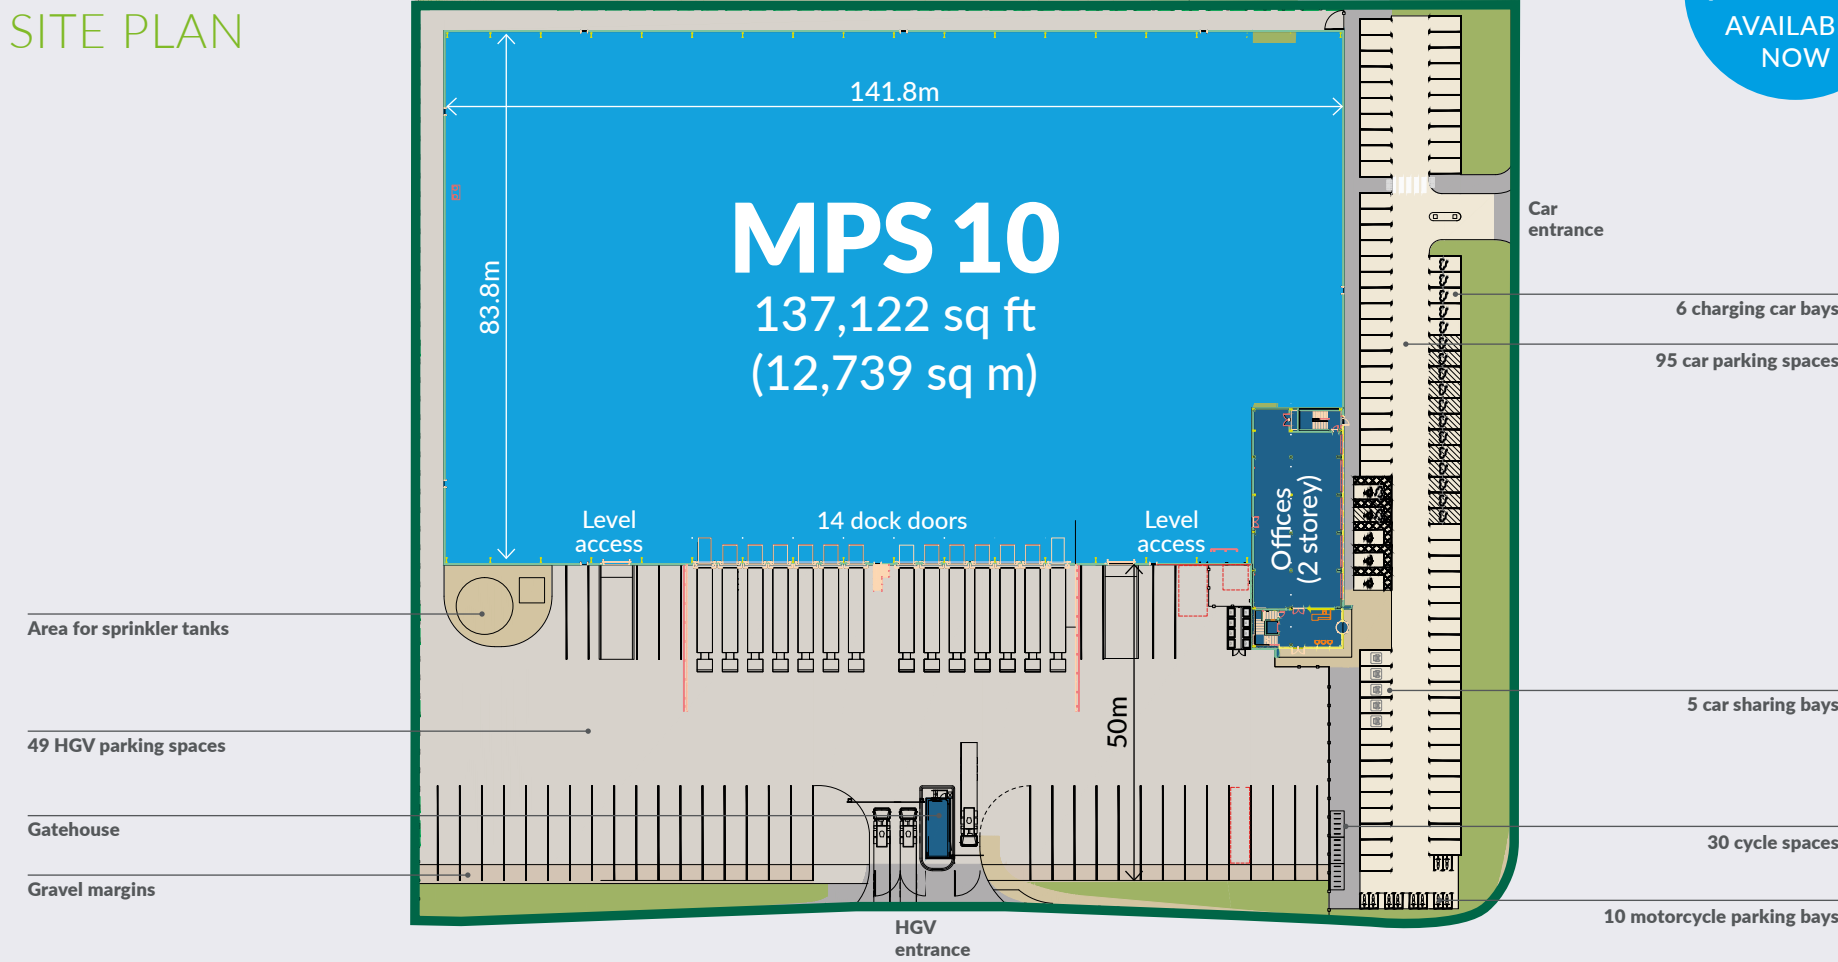 SITE PLAN
AVAILAB
NOW
141.8m
83.8m
MPS 10
137,122 sq ft
(12,739 sq m)
Level
access
14 dock doors
Level
access
Offices
(2 storey)
50m
Car
entrance
6 charging car bays
95 car parking spaces
5 car sharing bays
30 cycle spaces
10 motorcycle parking bays
Area for sprinkler tanks
49 HGV parking spaces
Gatehouse
Gravel margins
HGV
entrance